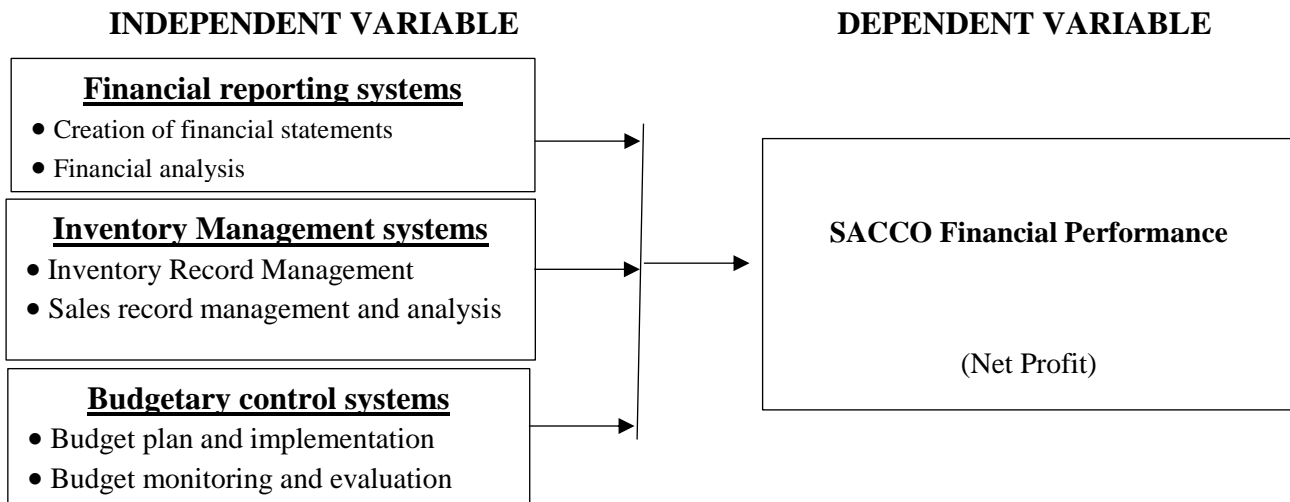 INDEPENDENT VARIABLE
DEPENDENT VARIABLE
Financial reporting systems
• Creation of financial statements
• Financial analysis
Inventory Management systems
• Inventory Record Management
• Sales record management and analysis
Budgetary control systems
• Budget plan and implementation
• Budget monitoring and evaluation
SACCO Financial Performance
(Net Profit)